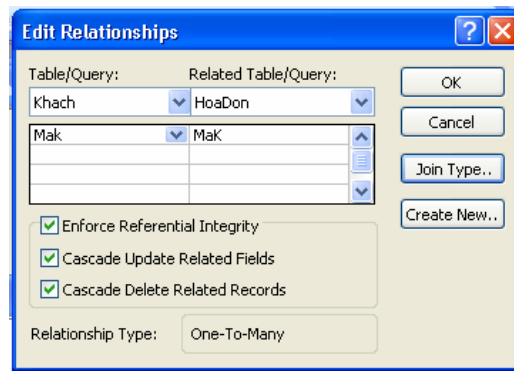 Edit Relationships
Table/Query: Related Table/Query:
Khach HoaDon
Mak MaK
Enforce Referential Integrity
Cascade Update Related Fields
Cascade Delete Related Records
Relationship Type: One-To-Many
OK
Cancel
Join Type..
Create New..